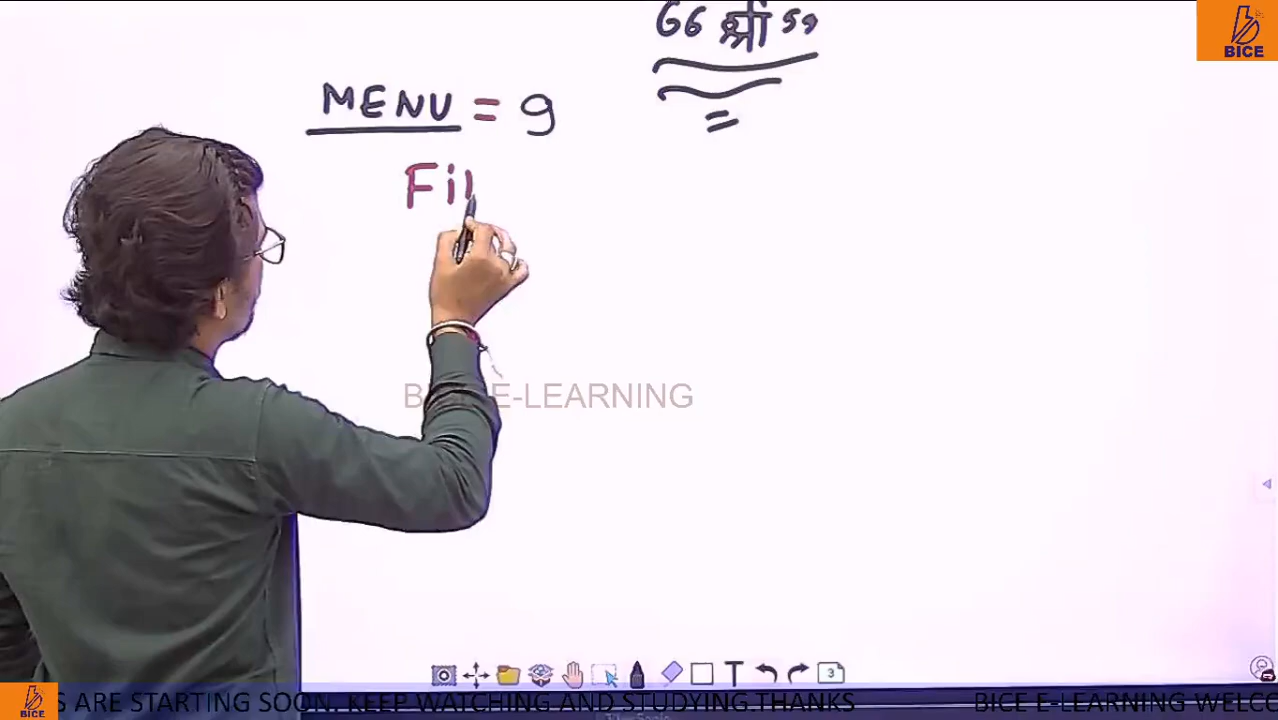 66 श्री 59
BICE
MENU = 9
Fil
BICE E-LEARNING
3
S ARE STARTING SOON, KEEP WATCHING AND STUDYING THANKS
BICE E-LEARNING WELCO
BICE